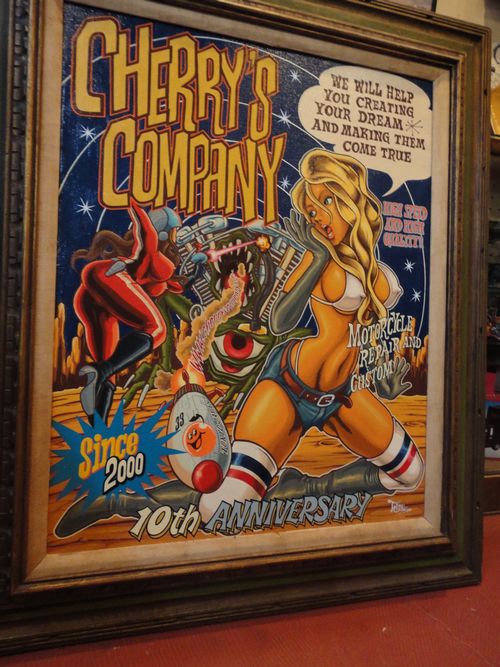 CHERRY'S
COMPANY
WE WILL HELP
YOU CREATING
YOUR DREAM
AND MAKING THEM
COME TRUE
HIGH SPEED
AND HIGH
QUALITY!
MOTORCYCLE
REPAIR AND
CUSTOM
33
Since
2000
10th ANNIVERSARY